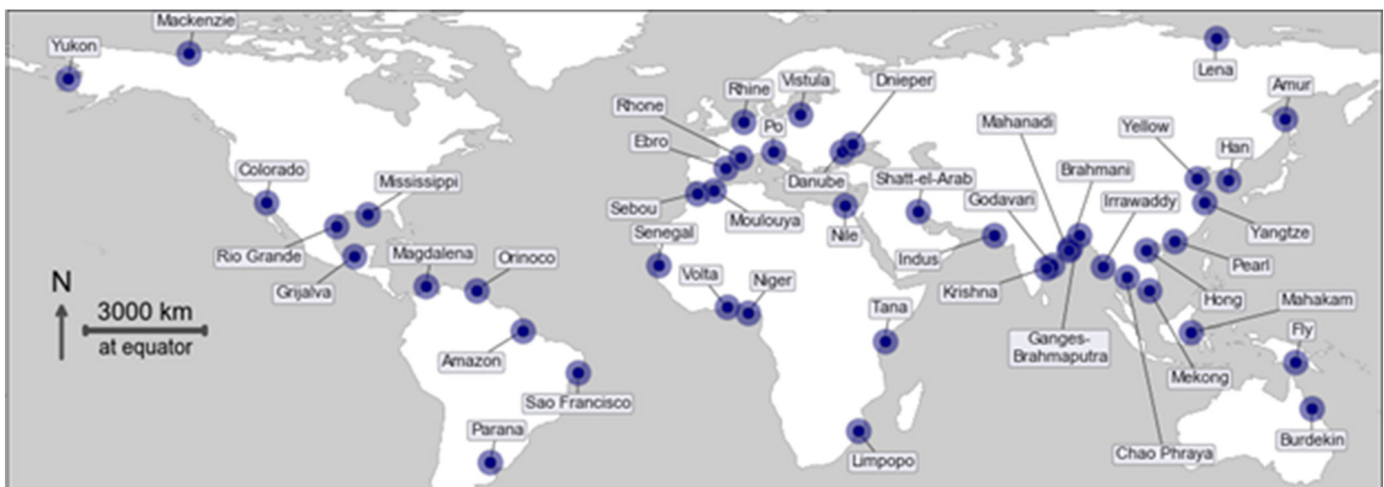 Mackenzie
Yukon
Lena
Rhine
Vistula
Dnieper
Amur
Rhone
Po
Mahanadi
Yellow
Ebro
Han
Colorado
Mississippi
Danube
Shatt-el-Arab
Brahmani
Godavari
Irrawaddy
Sebou
Moulouya
Senegal
Nile
Yangtze
Rio Grande
Magdalena
Orinoco
Indus
Pearl
Grijalva
Volta
Niger
Krishna
Hong
Mahakam
N
3000 km
at equator
Tana
Fly
Amazon
Ganges-
Brahmaputra
Mekong
Sao Francisco
Parana
Limpopo
Chao Phraya
Burdekin